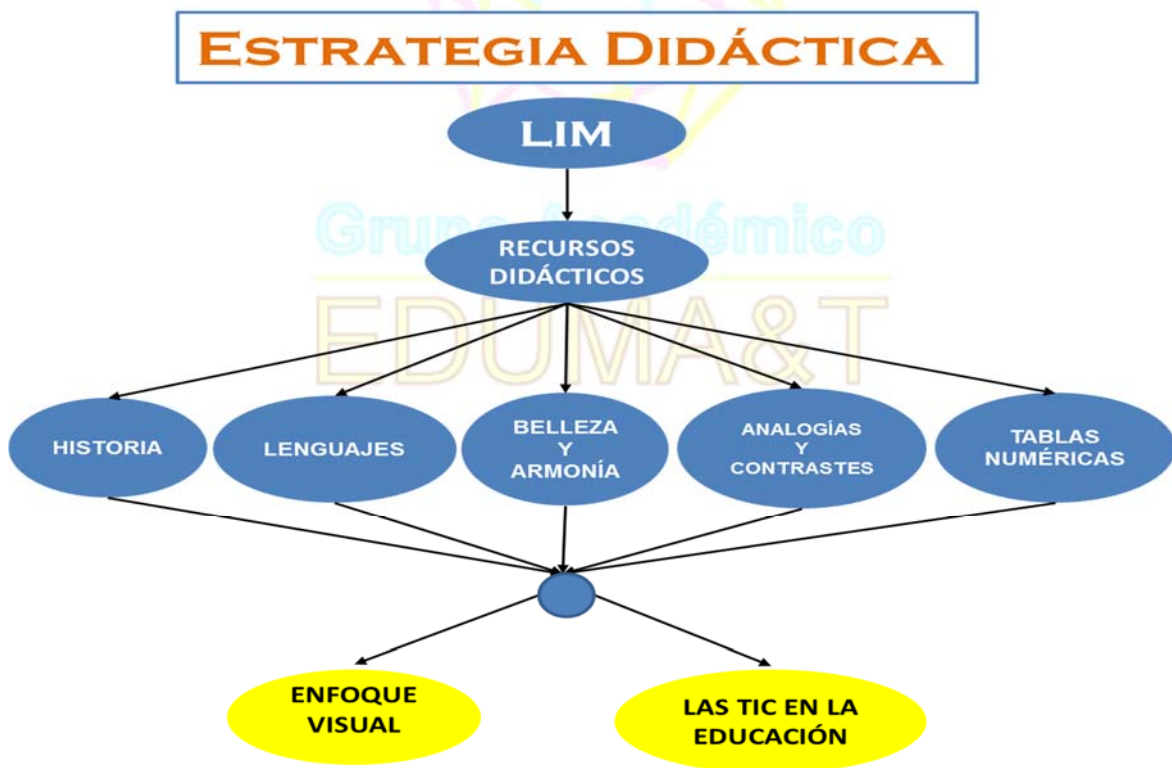 ESTRATEGIA DIDÁCTICA
LIM
Grupo Académico
RECURSOS
DIDÁCTICOS
EDUMA&T
HISTORIA
LENGUAJES
BELLEZA
Y
ARMONÍA
ANALOGÍAS
Y
CONTRASTES
TABLAS
NUMÉRICAS
ENFOQUE
VISUAL
LAS TIC EN LA
EDUCACIÓN